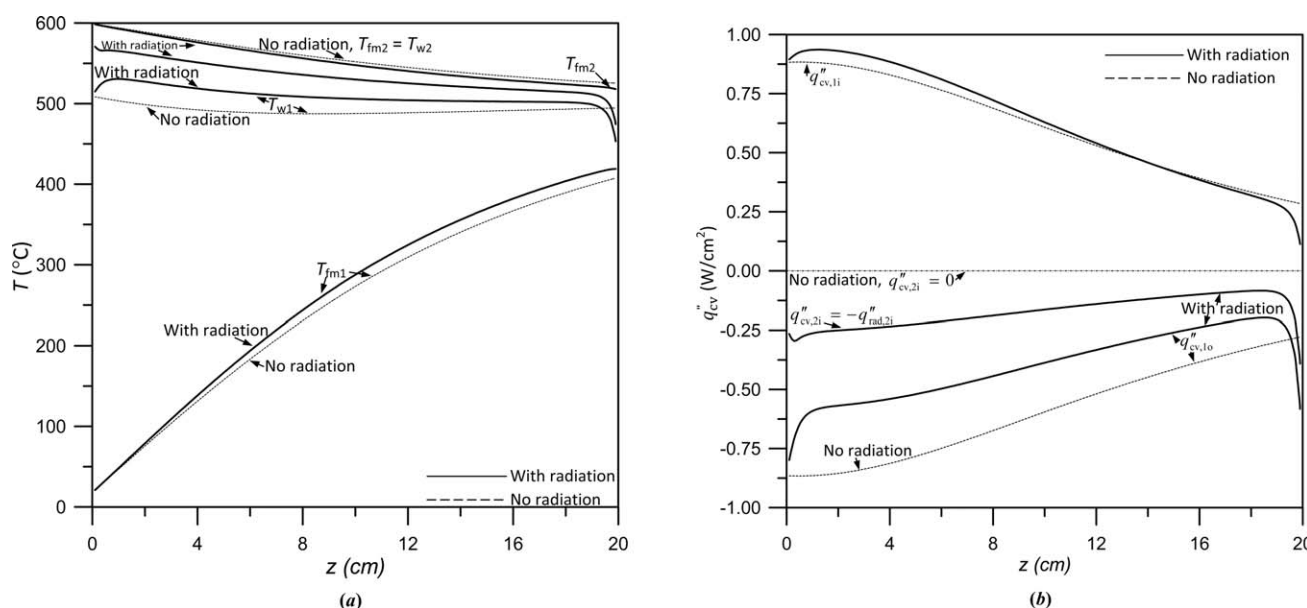 600
500
400
300
200
100
0
T (°C)
With radiation
No radiation, T_fm2 = T_w2
T_fm2
With radiation
T_w1
No radiation
T_fm1
With radiation
No radiation
With radiation
No radiation
0
4
8
12
16
20
z (cm)
(a)
1.00
0.75
0.50
0.25
0.00
-0.25
-0.50
-0.75
-1.00
q″_cv (W/cm²)
With radiation
No radiation
q″_cv,1i
No radiation, q″_cv,2i = 0
q″_cv,2i = −q″_rad,2i
With radiation
q″_cv,1o
No radiation
0
4
8
12
16
20
z (cm)
(b)